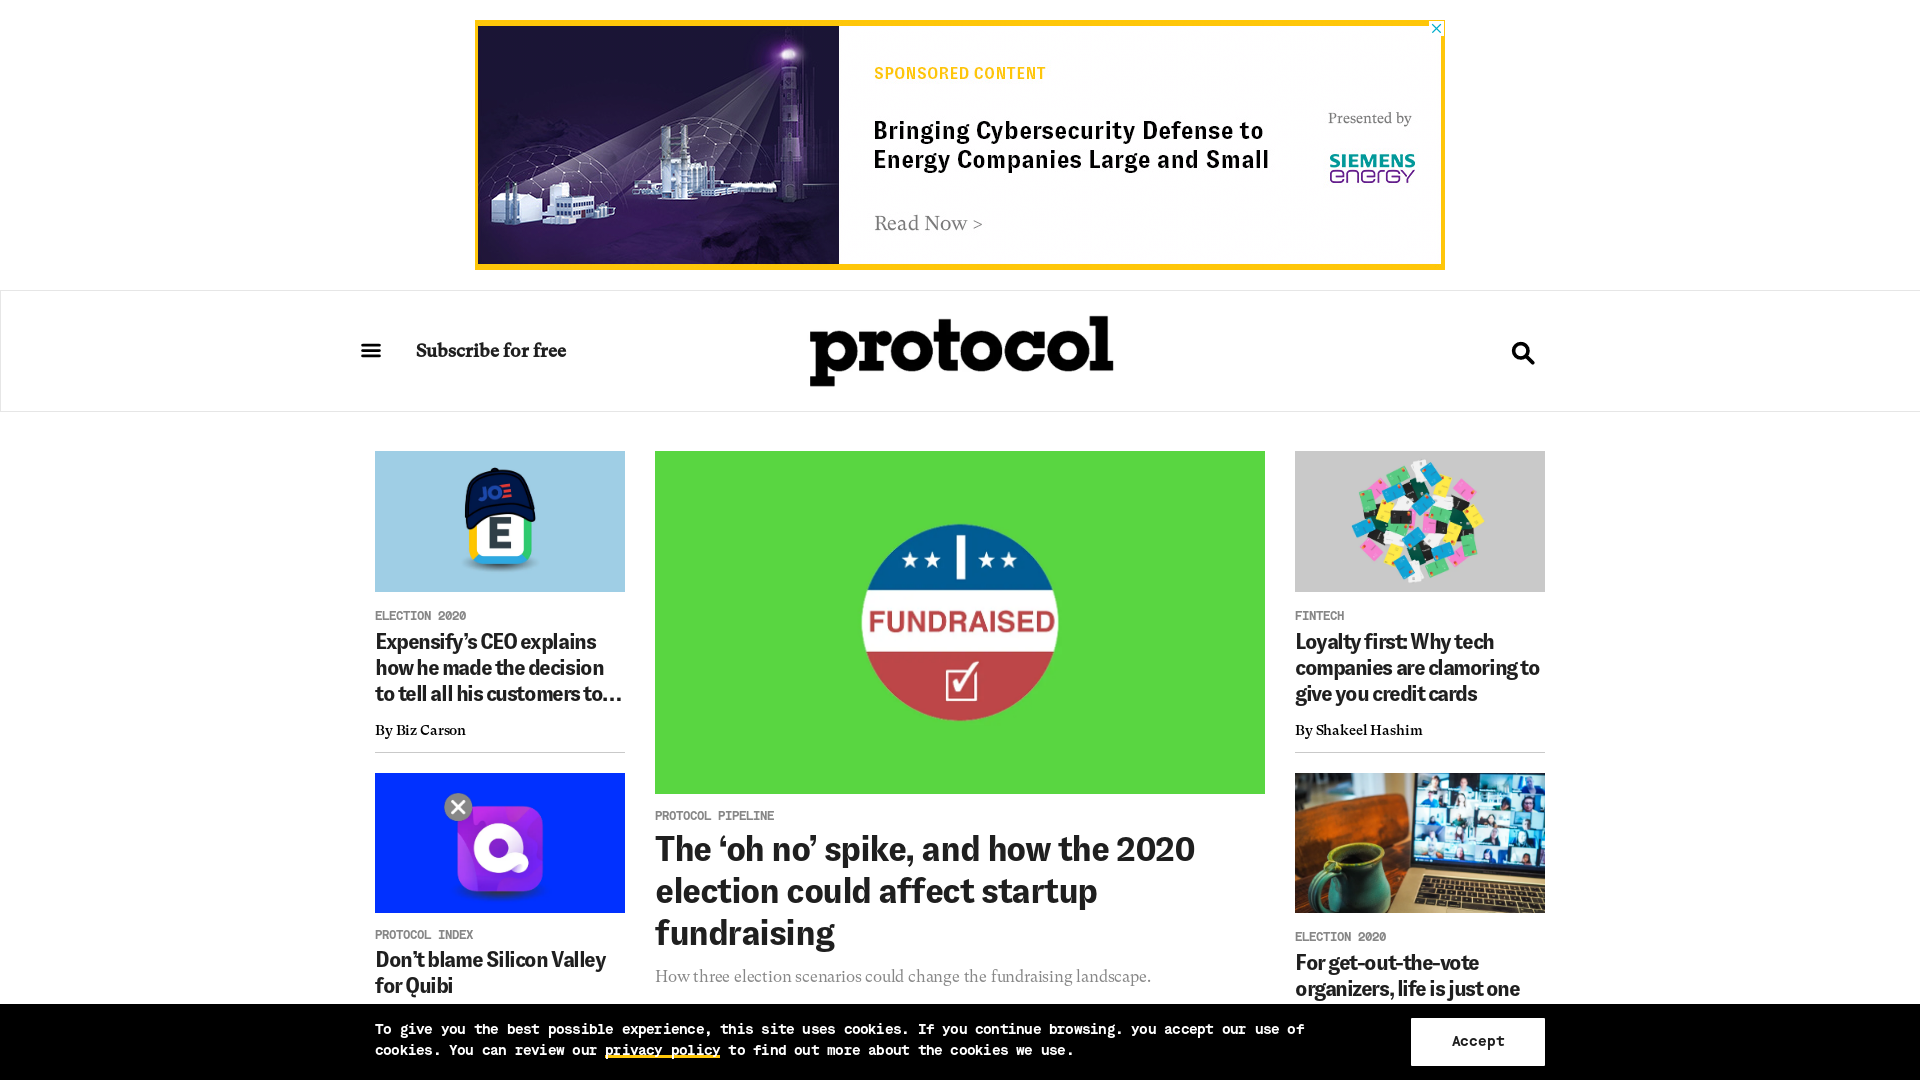 SPONSORED CONTENT
Bringing Cybersecurity Defense to
Energy Companies Large and Small
Read Now >
Presented by
SIEMENS
energy
Subscribe for free
protocol
JOE
E
ELECTION 2020
Expensify’s CEO explains
how he made the decision
to tell all his customers to…
By Biz Carson
PROTOCOL INDEX
Don’t blame Silicon Valley
for Quibi
I
FUNDRAISED
PROTOCOL PIPELINE
The ‘oh no’ spike, and how the 2020
election could affect startup
fundraising
How three election scenarios could change the fundraising landscape.
FINTECH
Loyalty first: Why tech
companies are clamoring to
give you credit cards
By Shakeel Hashim
ELECTION 2020
For get-out-the-vote
organizers, life is just one
To give you the best possible experience, this site uses cookies. If you continue browsing. you accept our use of
cookies. You can review our privacy policy to find out more about the cookies we use.
Accept